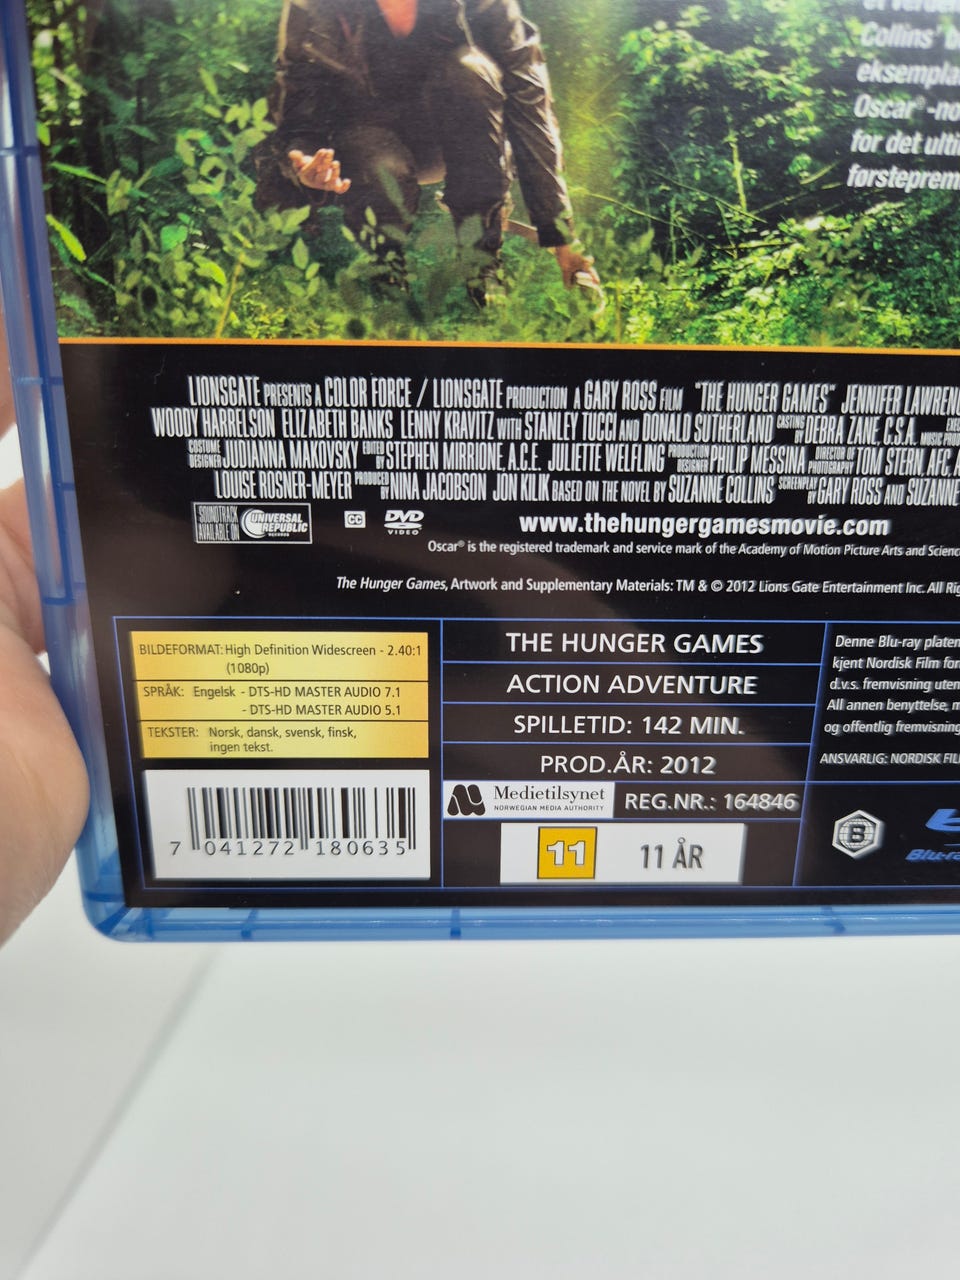 Collins'
eksempla
Oscar®-no
for det ulti
førsteprem
LIONSGATE PRESENTS A COLOR FORCE / LIONSGATE PRODUCTION A GARY ROSS FILM "THE HUNGER GAMES" JENNIFER LAWREN
WOODY HARRELSON ELIZABETH BANKS LENNY KRAVITZ WITH STANLEY TUCCI AND DONALD SUTHERLAND CASTING BY DEBRA ZANE, C.S.A. MUSIC
COSTUME DESIGNER JUDIANNA MAKOVSKY EDITED BY STEPHEN MIRRIONE, A.C.E. JULIETTE WELFLING PRODUCTION DESIGNER PHILIP MESSINA DIRECTOR OF PHOTOGRAPHY TOM STERN, AFC, A
LOUISE ROSNER-MEYER PRODUCED BY NINA JACOBSON JON KILIK BASED ON THE NOVEL BY SUZANNE COLLINS SCREENPLAY BY GARY ROSS AND SUZANNE
SOUNDTRACK AVAILABLE ON UNIVERSAL REPUBLIC RECORDS CC DVD VIDEO www.thehungergamesmovie.com
Oscar® is the registered trademark and service mark of the Academy of Motion Picture Arts and Scienc
The Hunger Games, Artwork and Supplementary Materials: TM & © 2012 Lions Gate Entertainment Inc. All Rig
BILDEFORMAT: High Definition Widescreen - 2.40:1
(1080p)
SPRÅK: Engelsk - DTS-HD MASTER AUDIO 7.1
- DTS-HD MASTER AUDIO 5.1
TEKSTER: Norsk, dansk, svensk, finsk,
ingen tekst.
7 041272 180635
THE HUNGER GAMES
ACTION ADVENTURE
SPILLETID: 142 MIN.
PROD.ÅR: 2012
Medietilsynet
NORWEGIAN MEDIA AUTHORITY
REG.NR.: 164846
11 11 ÅR
Denne Blu-ray platen
kjent Nordisk Film for
d.v.s. fremvisning uten
All annen benyttelse, m
og offentlig fremvisning
ANSVARLIG: NORDISK FIL
B
Blu-ra